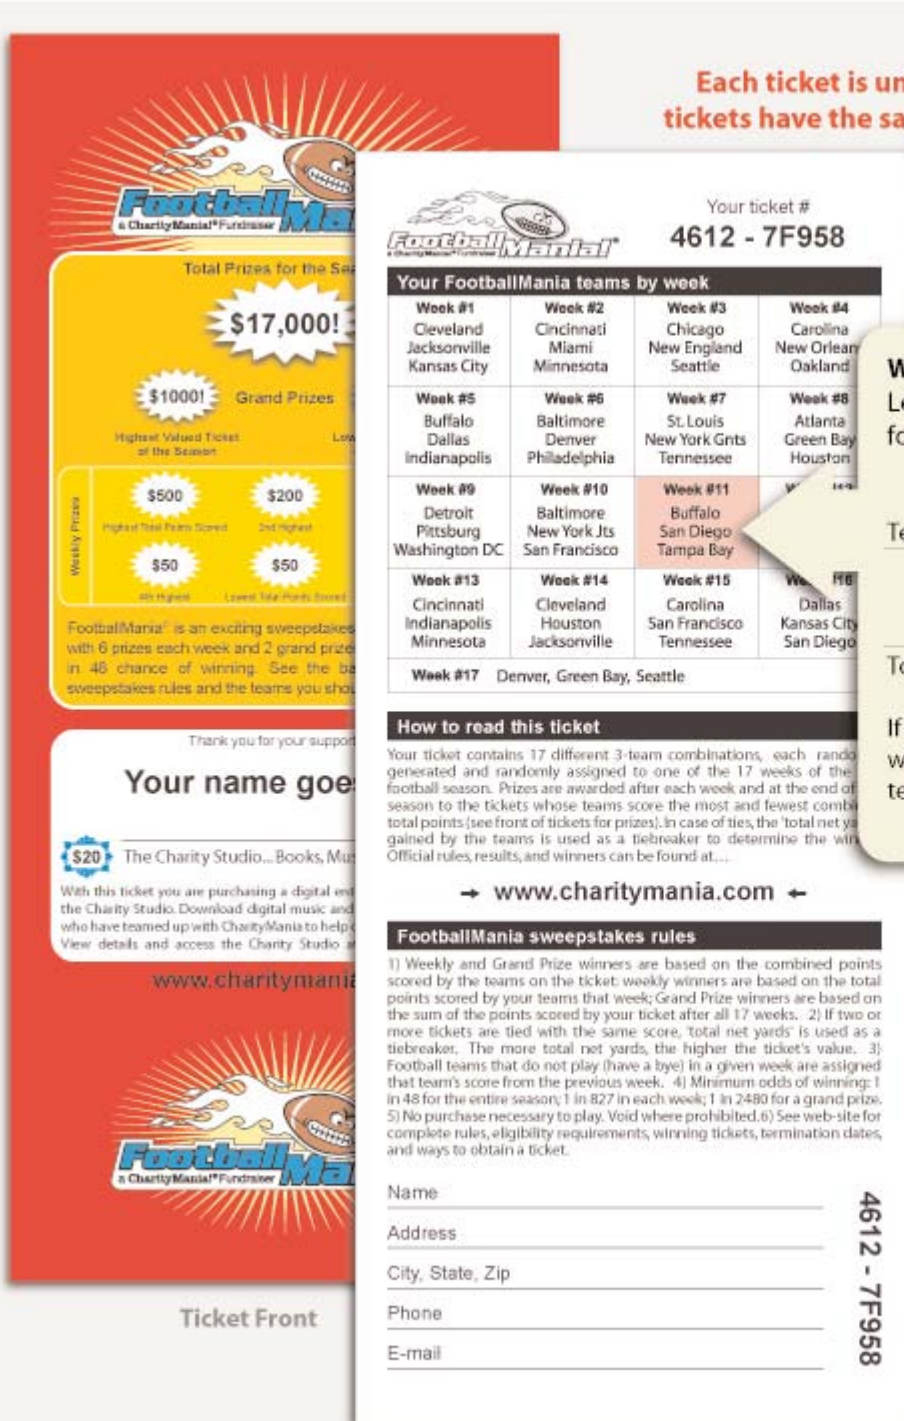 Each ticket is un
tickets have the sa
FootballMa
a CharityMania!® Fundraiser
Total Prizes for the Sea
$17,000!
$1000!
Grand Prizes
Highest Valued Ticket
of the Season
Low
Weekly Prizes
$500
$200
Highest Total Points Scored
2nd Highest
$50
$50
4th Highest
Lowest Total Points Scored
FootballMania® is an exciting sweepstakes
with 6 prizes each week and 2 grand prize
in 48 chance of winning. See the ba
sweepstakes rules and the teams you shou
Thank you for your support
Your name goe
$20
The Charity Studio... Books, Mus
With this ticket you are purchasing a digital ent
the Charity Studio. Download digital music and
who have teamed up with CharityMania to help
View details and access the Charity Studio a
www.charitymania
FootballMa
a CharityMania!® Fundraiser
Ticket Front
FootballMania!®
a CharityMania!® Fundraiser
Your ticket #
4612 - 7F958
Your FootballMania teams by week
Week #1 Week #2 Week #3 Week #4
Cleveland Cincinnati Chicago Carolina
Jacksonville Miami New England New Orlean
Kansas City Minnesota Seattle Oakland
Week #5 Week #6 Week #7 Week #8
Buffalo Baltimore St. Louis Atlanta
Dallas Denver New York Gnts Green Bay
Indianapolis Philadelphia Tennessee Houston
Week #9 Week #10 Week #11
Detroit Baltimore Buffalo
Pittsburg New York Jts San Diego
Washington DC San Francisco Tampa Bay
Week #13 Week #14 Week #15
Cincinnati Cleveland Carolina Dallas
Indianapolis Houston San Francisco Kansas City
Minnesota Jacksonville Tennessee San Diego
Week #17 Denver, Green Bay, Seattle
W
Le
fo
Te
To
If
w
te
How to read this ticket
Your ticket contains 17 different 3-team combinations, each rando
generated and randomly assigned to one of the 17 weeks of the
football season. Prizes are awarded after each week and at the end of
season to the tickets whose teams score the most and fewest combi
total points (see front of tickets for prizes). In case of ties, the 'total net ya
gained by the teams is used as a tiebreaker to determine the win
Official rules, results, and winners can be found at...
→ www.charitymania.com ←
FootballMania sweepstakes rules
1) Weekly and Grand Prize winners are based on the combined points
scored by the teams on the ticket: weekly winners are based on the total
points scored by your teams that week; Grand Prize winners are based on
the sum of the points scored by your ticket after all 17 weeks. 2) If two or
more tickets are tied with the same score, 'total net yards' is used as a
tiebreaker. The more total net yards, the higher the ticket's value. 3)
Football teams that do not play (have a bye) in a given week are assigned
that team's score from the previous week. 4) Minimum odds of winning: 1
in 48 for the entire season; 1 in 827 in each week; 1 in 2480 for a grand prize.
5) No purchase necessary to play. Void where prohibited. 6) See web-site for
complete rules, eligibility requirements, winning tickets, termination dates,
and ways to obtain a ticket.
Name
Address
City, State, Zip
Phone
E-mail
4612 - 7F958